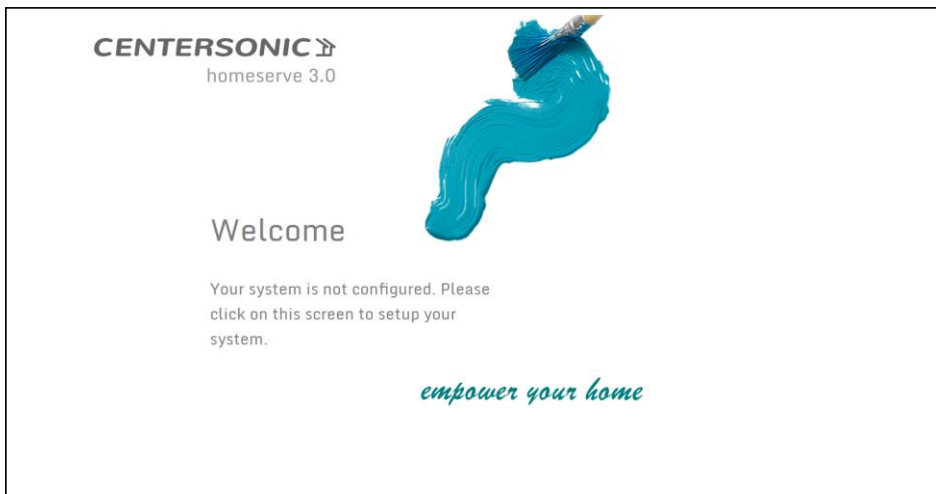 CENTERSONIC
homeserve 3.0
Welcome
Your system is not configured. Please
click on this screen to setup your
system.
empower your home